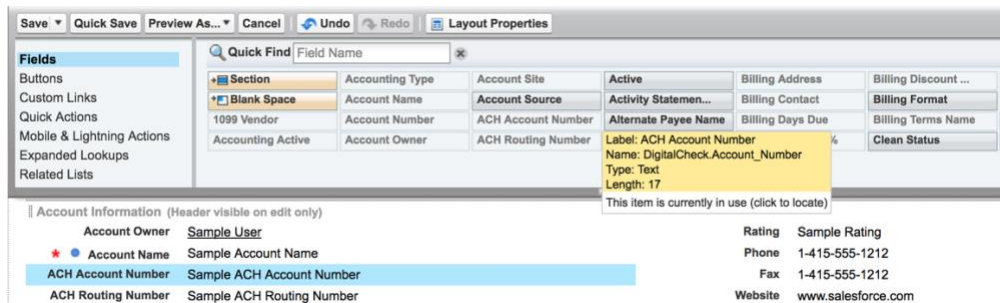 Save Quick Save Preview As... Cancel Undo Redo Layout Properties
Fields
Buttons
Custom Links
Quick Actions
Mobile & Lightning Actions
Expanded Lookups
Related Lists
Quick Find Field Name
Section Accounting Type Account Site Active Billing Address Billing Discount ...
Blank Space Account Name Account Source Activity Statemen... Billing Contact Billing Format
1099 Vendor Account Number ACH Account Number Alternate Payee Name Billing Days Due Billing Terms Name
Accounting Active Account Owner ACH Routing Number % Clean Status
Label: ACH Account Number
Name: DigitalCheck.Account_Number
Type: Text
Length: 17
This item is currently in use (click to locate)
Account Information (Header visible on edit only)
Account Owner Sample User Rating Sample Rating
* Account Name Sample Account Name Phone 1-415-555-1212
ACH Account Number Sample ACH Account Number Fax 1-415-555-1212
ACH Routing Number Sample ACH Routing Number Website www.salesforce.com